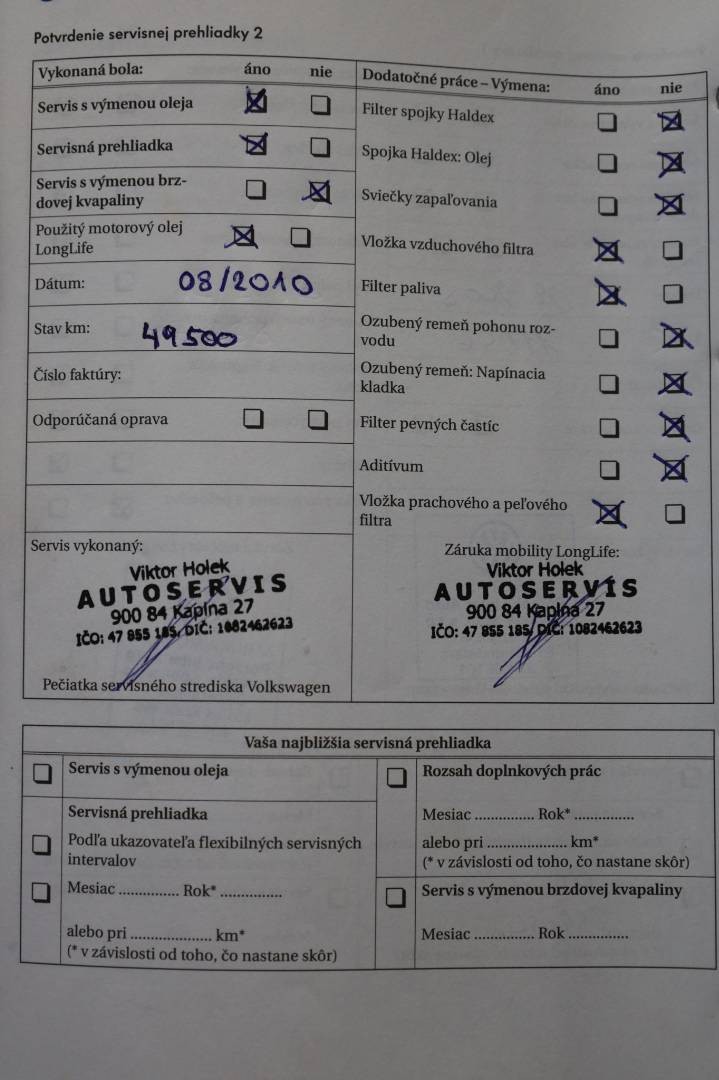 Potvrdenie servisnej prehliadky 2
Vykonaná bola: áno nie
Servis s výmenou oleja
Servisná prehliadka
Servis s výmenou brz-
dovej kvapaliny
Použitý motorový olej
LongLife
Dátum: 08/2010
Stav km: 49500
Číslo faktúry:
Odporúčaná oprava
Servis vykonaný:
Viktor Holek
AUTOSERVIS
900 84 Kaplna 27
IČO: 47 855 185, DIČ: 1082462623
Pečiatka servisného strediska Volkswagen
Dodatočné práce – Výmena: áno nie
Filter spojky Haldex
Spojka Haldex: Olej
Sviečky zapaľovania
Vložka vzduchového filtra
Filter paliva
Ozubený remeň pohonu roz-
vodu
Ozubený remeň: Napínacia
kladka
Filter pevných častíc
Aditívum
Vložka prachového a peľového
filtra
Záruka mobility LongLife:
Viktor Holek
AUTOSERVIS
900 84 Kaplna 27
IČO: 47 855 185, DIČ: 1082462623
Vaša najbližšia servisná prehliadka
Servis s výmenou oleja
Servisná prehliadka
Podľa ukazovateľa flexibilných servisných
intervalov
Mesiac .............. Rok* ..............
alebo pri .................... km*
(* v závislosti od toho, čo nastane skôr)
Rozsah doplnkových prác
Mesiac .............. Rok* ..............
alebo pri .................... km*
(* v závislosti od toho, čo nastane skôr)
Servis s výmenou brzdovej kvapaliny
Mesiac .............. Rok ..............